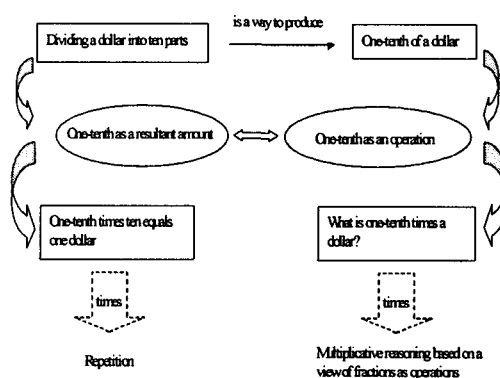 is a way to produce
Dividing a dollar into ten parts
One-tenth of a dollar
One-tenth as a resultant amount
One-tenth as an operation
One-tenth times ten equals
one dollar
What is one-tenth times a
dollar?
times
times
Repetition
Multiplicative reasoning based on a
view of fractions as operations